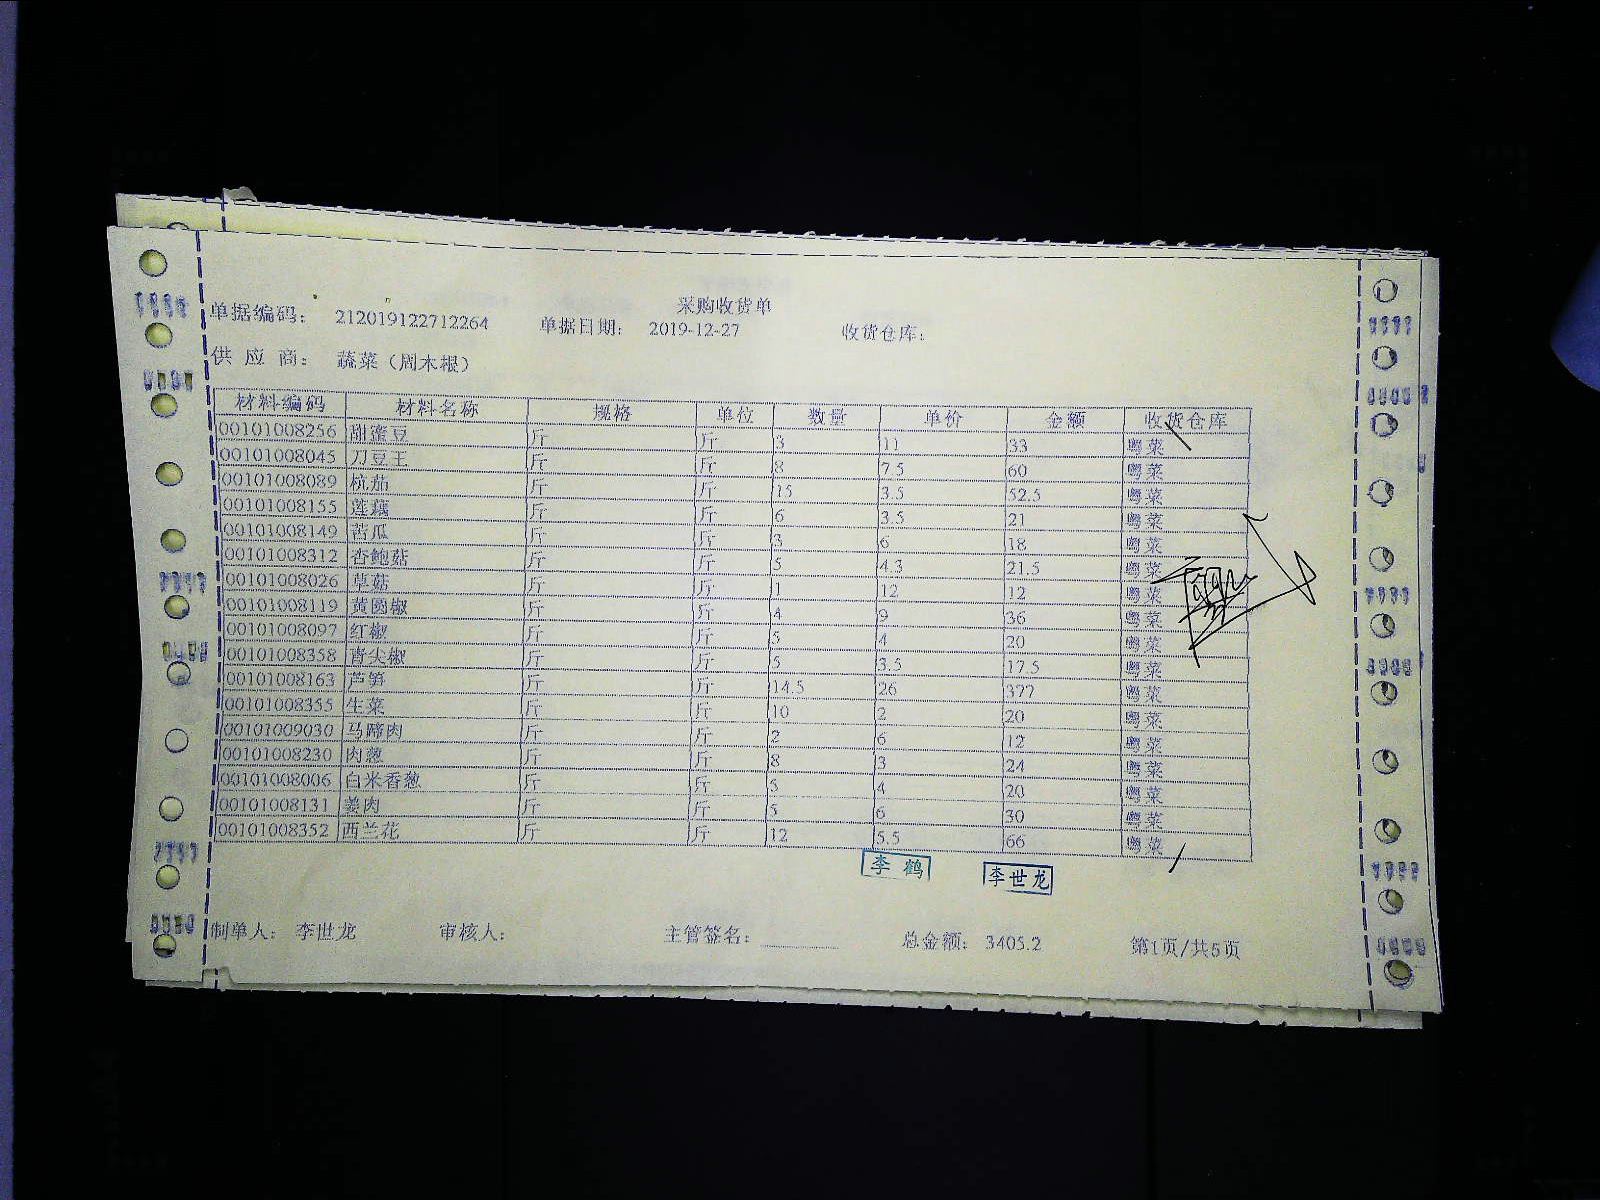 采购收货单
单据编码： 212019122712264 单据日期： 2019-12-27 收货仓库：
供 应 商： 蔬菜（周木根）
材料编码 材料名称 规格 单位 数量 单价 金额 收货仓库
00101008256 甜蜜豆 斤 斤 3 11 33 粤菜
00101008045 刀豆王 斤 斤 8 7.5 60 粤菜
00101008089 杭茄 斤 斤 15 3.5 52.5 粤菜
00101008155 莲藕 斤 斤 6 3.5 21 粤菜
00101008149 苦瓜 斤 斤 3 6 18 粤菜
00101008312 杏鲍菇 斤 斤 5 4.3 21.5 粤菜
00101008026 草菇 斤 斤 1 12 12 粤菜
00101008119 黄圆椒 斤 斤 4 9 36 粤菜
00101008097 红椒 斤 斤 5 4 20 粤菜
00101008358 青尖椒 斤 斤 5 3.5 17.5 粤菜
00101008163 芦笋 斤 斤 14.5 26 377 粤菜
00101008355 生菜 斤 斤 10 2 20 粤菜
00101009030 马蹄肉 斤 斤 2 6 12 粤菜
00101008230 肉葱 斤 斤 8 3 24 粤菜
00101008006 白米香葱 斤 斤 5 4 20 粤菜
00101008131 姜肉 斤 斤 5 6 30 粤菜
00101008352 西兰花 斤 斤 12 5.5 66 粤菜
李鹤 李世龙
制单人： 李世龙 审核人： 主管签名： 总金额： 3405.2 第1页/共5页